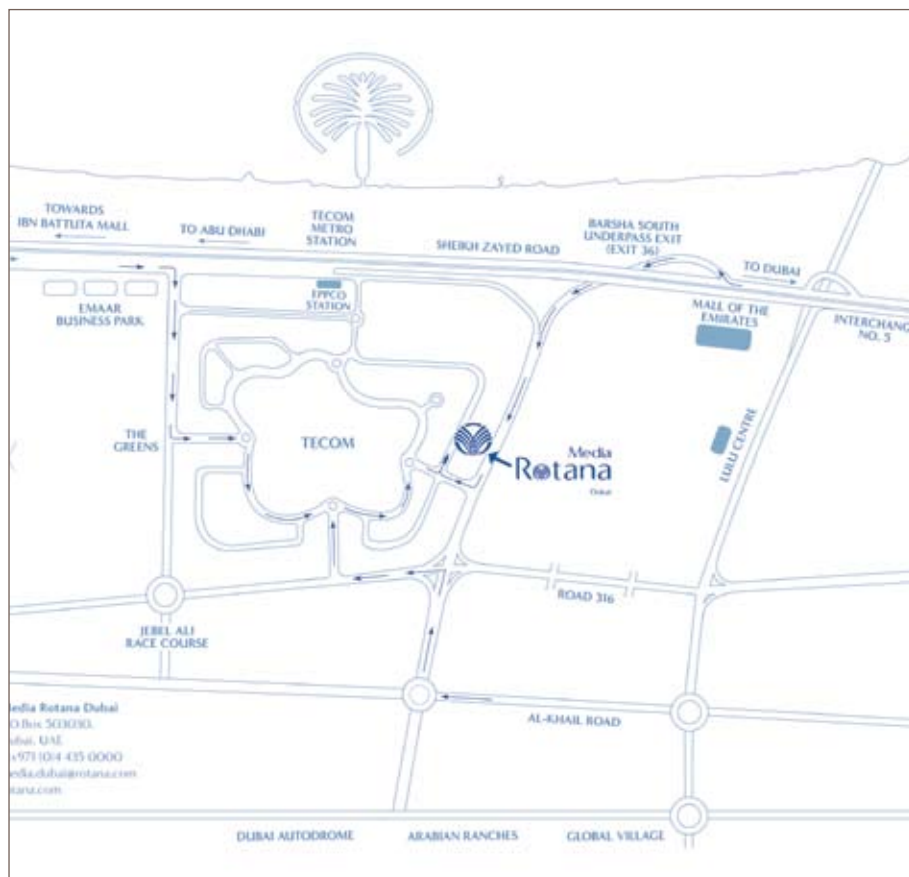 TOWARDS
IBN BATTUTA MALL
TO ABU DHABI
TECOM
METRO
STATION
SHEIKH ZAYED ROAD
BARSHA SOUTH
UNDERPASS EXIT
(EXIT 36)
TO DUBAI
EMAAR
BUSINESS PARK
EPPCO
STATION
MALL OF THE
EMIRATES
INTERCHANG
NO. 5
THE
GREENS
TECOM
Media
Rotana
Dubai
LULU CENTRE
ROAD 316
JEBEL ALI
RACE COURSE
AL-KHAIL ROAD
edia Rotana Dubai
O.Box 503030,
ubai, UAE
+971 (0)4 435 0000
edia.dubai@rotana.com
tana.com
DUBAI AUTODROME
ARABIAN RANCHES
GLOBAL VILLAGE